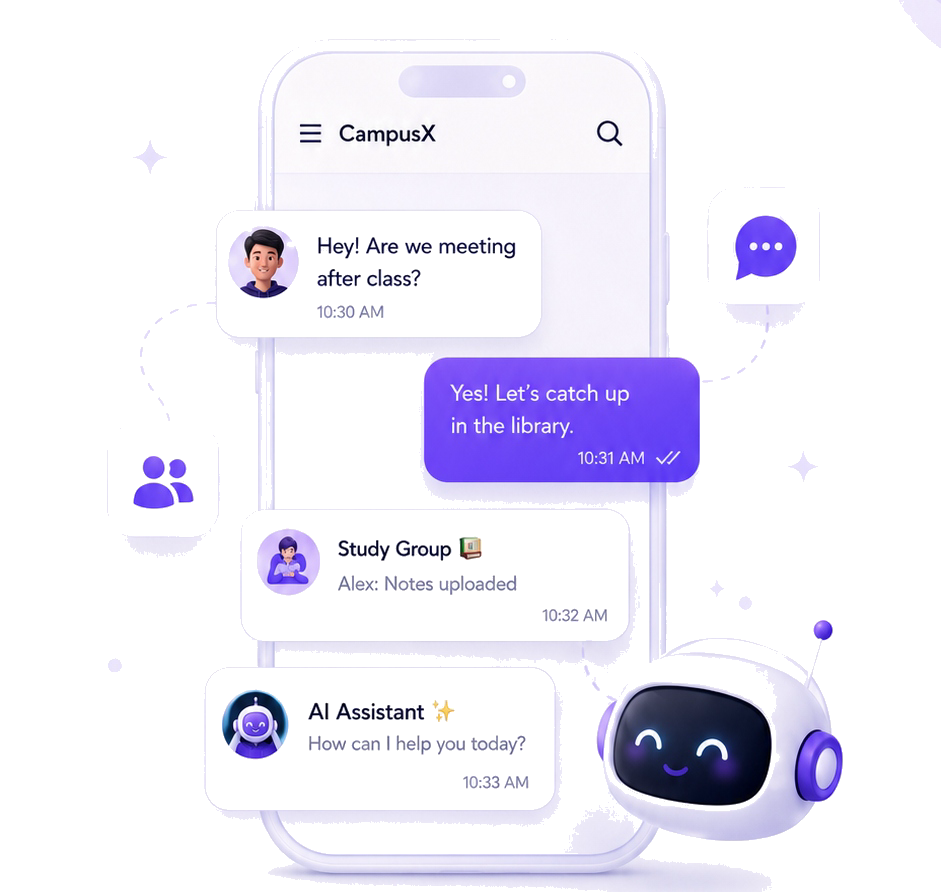 CampusX
Hey! Are we meeting
after class?
10:30 AM
Yes! Let’s catch up
in the library.
10:31 AM
Study Group 📚
Alex: Notes uploaded
10:32 AM
AI Assistant ✨
How can I help you today?
10:33 AM